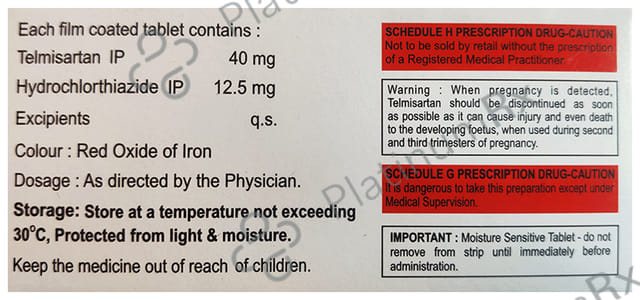 Each film coated tablet contains :
Telmisartan IP 40 mg
Hydrochlorthiazide IP 12.5 mg
Excipients q.s.
Colour : Red Oxide of Iron
Dosage : As directed by the Physician.
Storage: Store at a temperature not exceeding
30°C, Protected from light & moisture.
Keep the medicine out of reach of children.
SCHEDULE H PRESCRIPTION DRUG-CAUTION
Not to be sold by retail without the prescription
of a Registered Medical Practitioner.
Warning : When pregnancy is detected,
Telmisartan should be discontinued as soon
as possible as it can cause injury and even death
to the developing foetus, when used during second
and third trimesters of pregnancy.
SCHEDULE G PRESCRIPTION DRUG-CAUTION
It is dangerous to take this preparation except under
Medical Supervision.
IMPORTANT : Moisture Sensitive Tablet - do not
remove from strip until immediately before
administration.
PlatinumRx